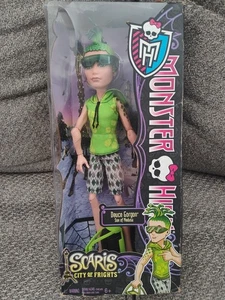 MONSTER HIGH
Deuce Gorgon
Son of Medusa
SCARIS
CITY OF FRIGHTS